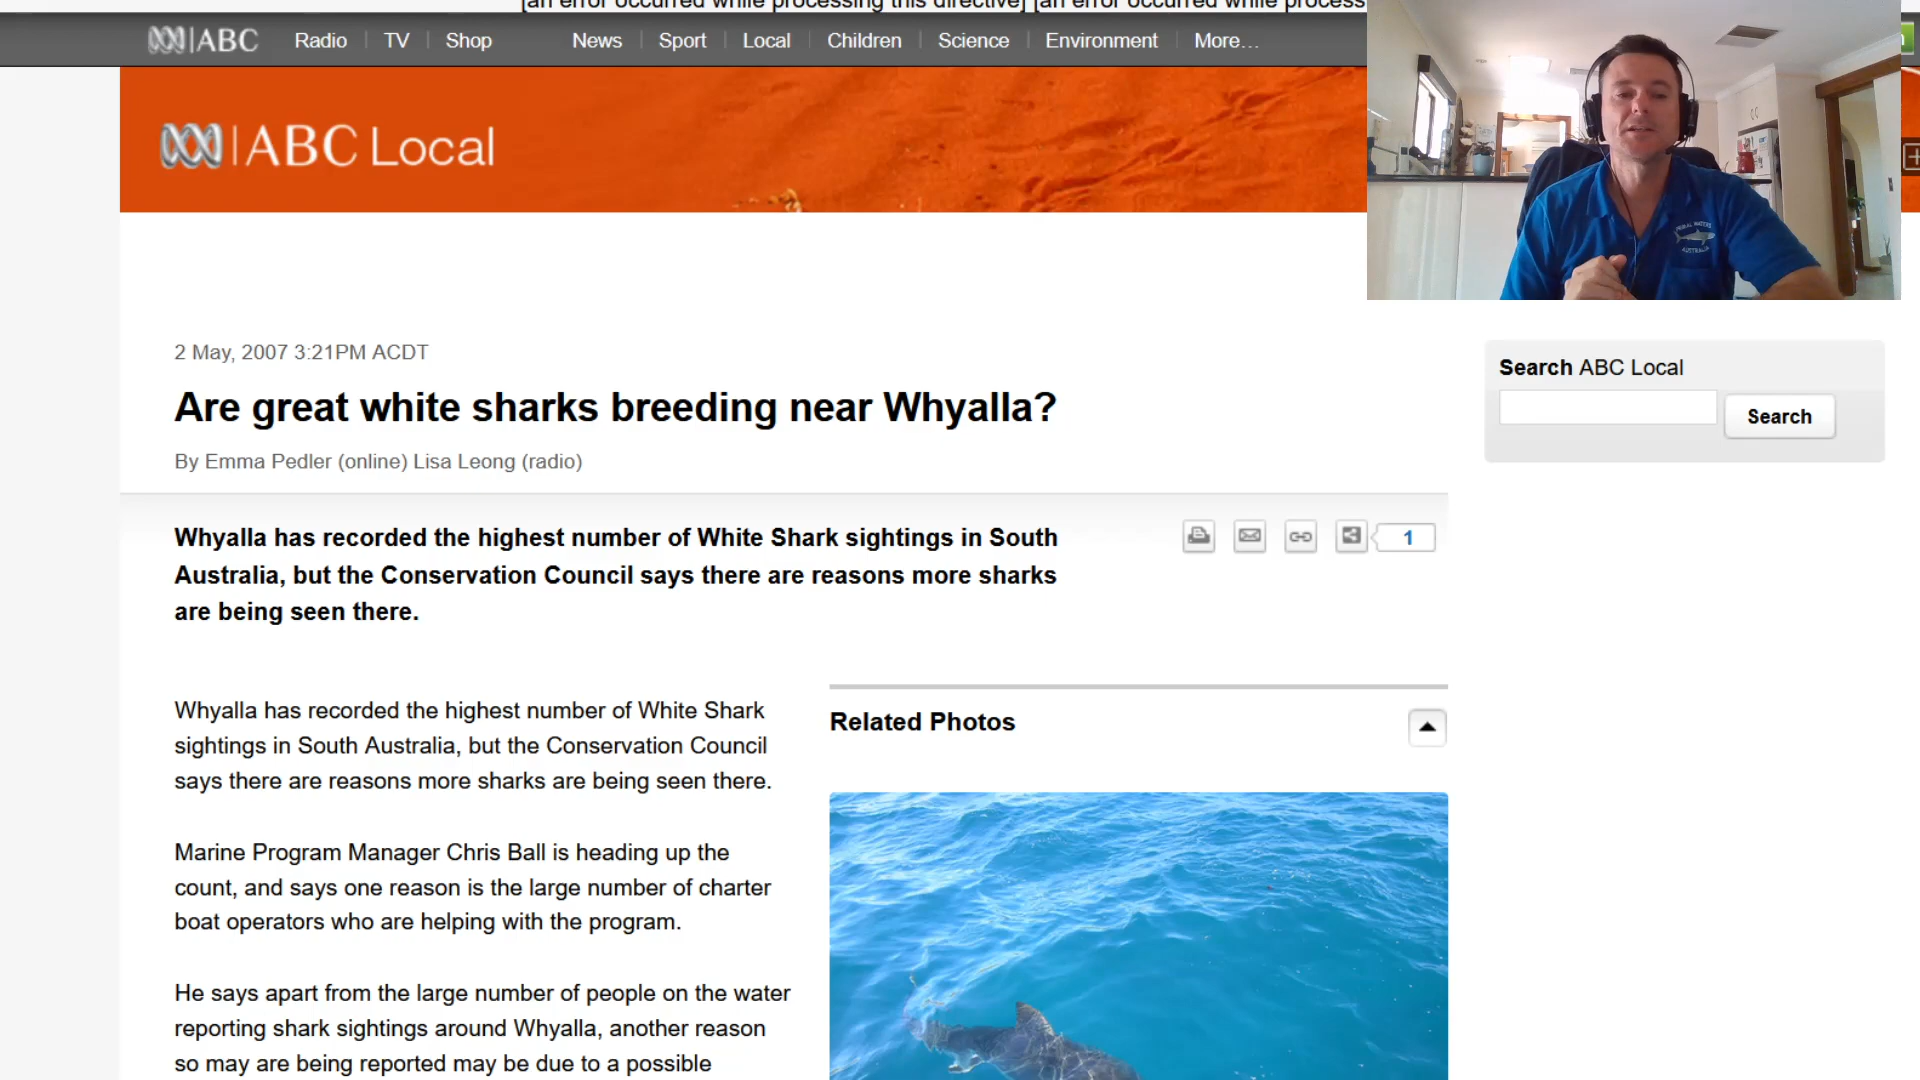 [an error occurred while processing this directive] [an error occurred while process
ABC
Radio
TV
Shop
News
Sport
Local
Children
Science
Environment
More...
ABC Local
AUSTRALIA
2 May, 2007 3:21PM ACDT
Are great white sharks breeding near Whyalla?
By Emma Pedler (online) Lisa Leong (radio)
Search ABC Local
Search
Whyalla has recorded the highest number of White Shark sightings in South
Australia, but the Conservation Council says there are reasons more sharks
are being seen there.
1
Whyalla has recorded the highest number of White Shark
sightings in South Australia, but the Conservation Council
says there are reasons more sharks are being seen there.
Marine Program Manager Chris Ball is heading up the
count, and says one reason is the large number of charter
boat operators who are helping with the program.
He says apart from the large number of people on the water
reporting shark sightings around Whyalla, another reason
so may are being reported may be due to a possible
Related Photos